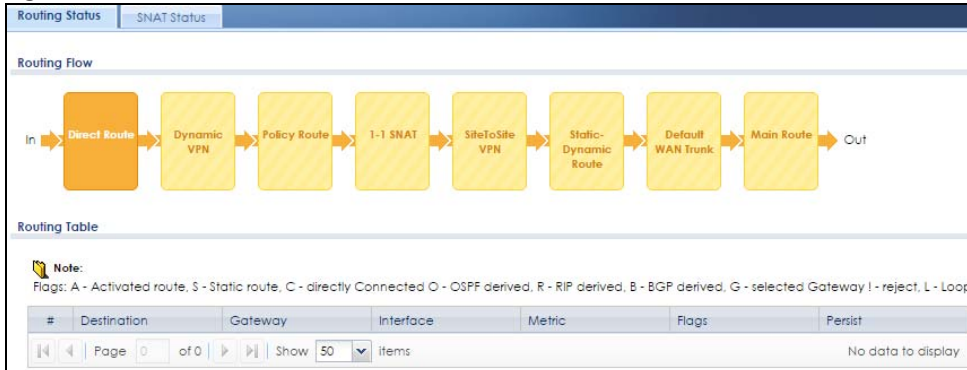 Routing Status SNAT Status
Routing Flow
In Direct Route Dynamic VPN Policy Route 1-1 SNAT SiteToSite VPN Static-Dynamic Route Default WAN Trunk Main Route Out
Routing Table
Note:
Flags: A - Activated route, S - Static route, C - directly Connected O - OSPF derived, R - RIP derived, B - BGP derived, G - selected Gateway ! - reject, L - Loop
# Destination Gateway Interface Metric Flags Persist
Page 0 of 0 Show 50 items No data to display